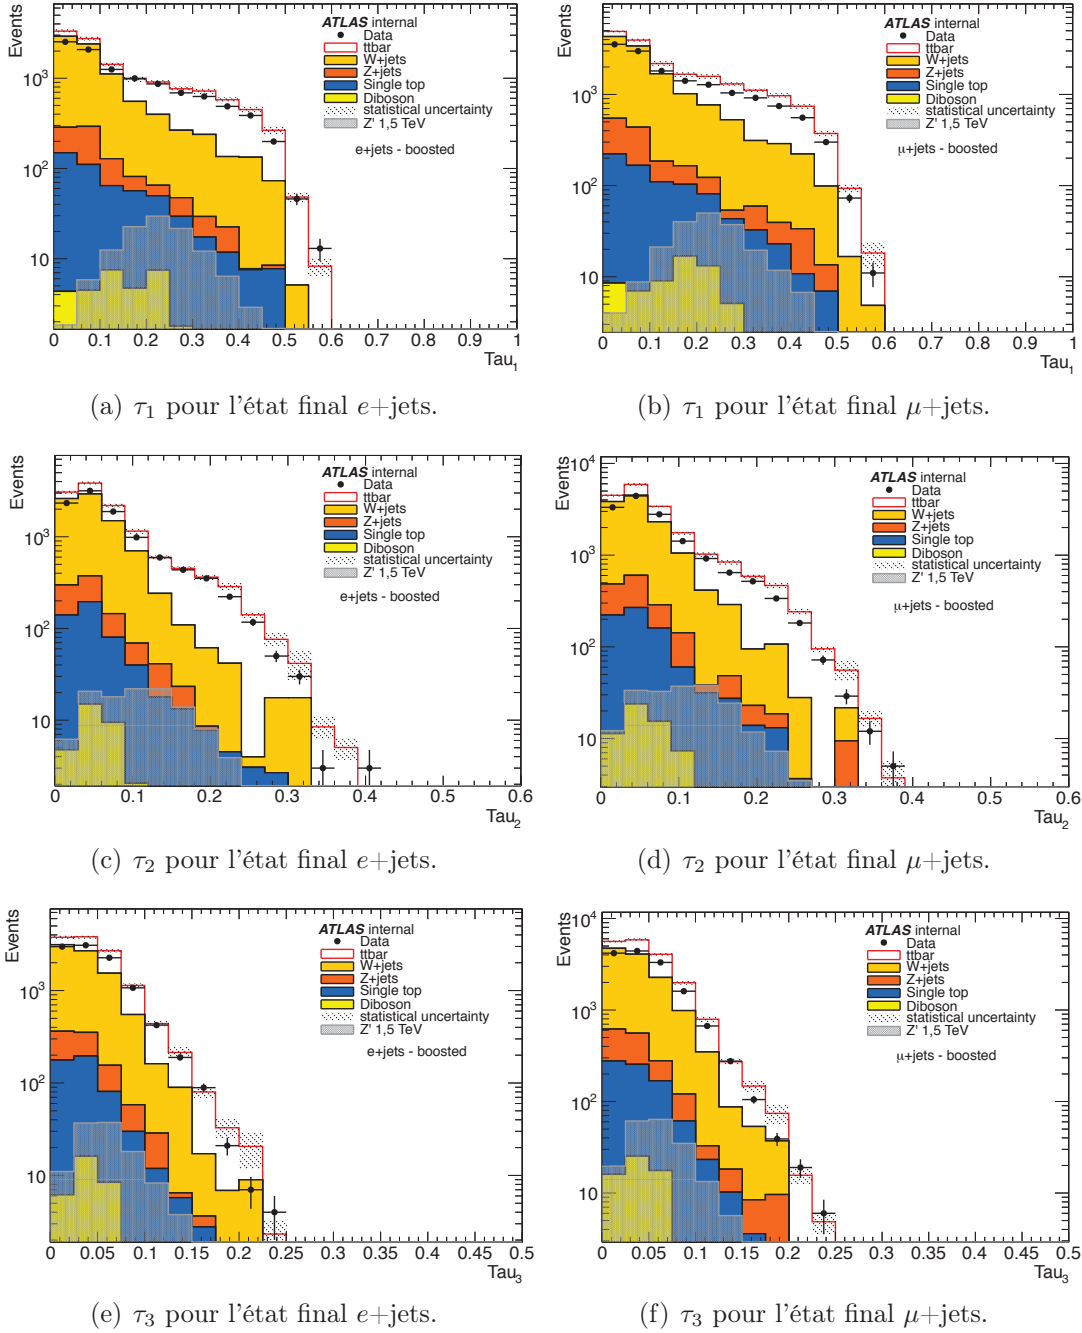 Events
10³
10²
10
ATLAS internal
Data
ttbar
W+jets
Z+jets
Single top
Diboson
statistical uncertainty
Z' 1,5 TeV
e+jets - boosted
0 0.1 0.2 0.3 0.4 0.5 0.6 0.7 0.8 0.9 1
Tau₁
(a) τ₁ pour l'état final e+jets.
Events
10³
10²
10
ATLAS internal
Data
ttbar
W+jets
Z+jets
Single top
Diboson
statistical uncertainty
Z' 1,5 TeV
μ+jets - boosted
0 0.1 0.2 0.3 0.4 0.5 0.6 0.7 0.8 0.9 1
Tau₁
(b) τ₁ pour l'état final μ+jets.
Events
10³
10²
10
ATLAS internal
Data
ttbar
W+jets
Z+jets
Single top
Diboson
statistical uncertainty
Z' 1,5 TeV
e+jets - boosted
0 0.1 0.2 0.3 0.4 0.5 0.6
Tau₂
(c) τ₂ pour l'état final e+jets.
Events
10⁴
10³
10²
10
ATLAS internal
Data
ttbar
W+jets
Z+jets
Single top
Diboson
statistical uncertainty
Z' 1,5 TeV
μ+jets - boosted
0 0.1 0.2 0.3 0.4 0.5 0.6
Tau₂
(d) τ₂ pour l'état final μ+jets.
Events
10³
10²
10
ATLAS internal
Data
ttbar
W+jets
Z+jets
Single top
Diboson
statistical uncertainty
Z' 1,5 TeV
e+jets - boosted
0 0.05 0.1 0.15 0.2 0.25 0.3 0.35 0.4 0.45 0.5
Tau₃
(e) τ₃ pour l'état final e+jets.
Events
10⁴
10³
10²
10
ATLAS internal
Data
ttbar
W+jets
Z+jets
Single top
Diboson
statistical uncertainty
Z' 1,5 TeV
μ+jets - boosted
0 0.05 0.1 0.15 0.2 0.25 0.3 0.35 0.4 0.45 0.5
Tau₃
(f) τ₃ pour l'état final μ+jets.